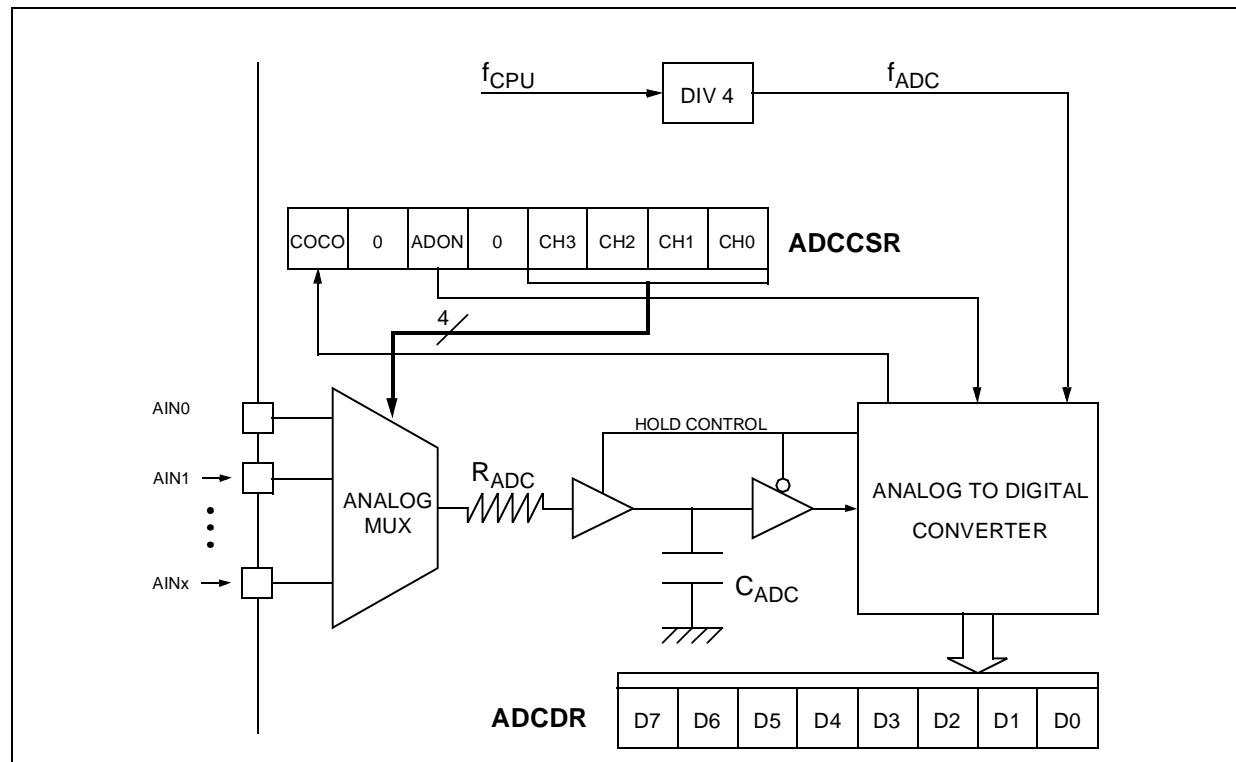 fCPU
DIV 4
fADC
COCO 0 ADON 0 CH3 CH2 CH1 CH0
ADCCSR
4
AIN0
AIN1
AINx
ANALOG
MUX
RADC
HOLD CONTROL
CADC
ANALOG TO DIGITAL
CONVERTER
ADCDR
D7 D6 D5 D4 D3 D2 D1 D0